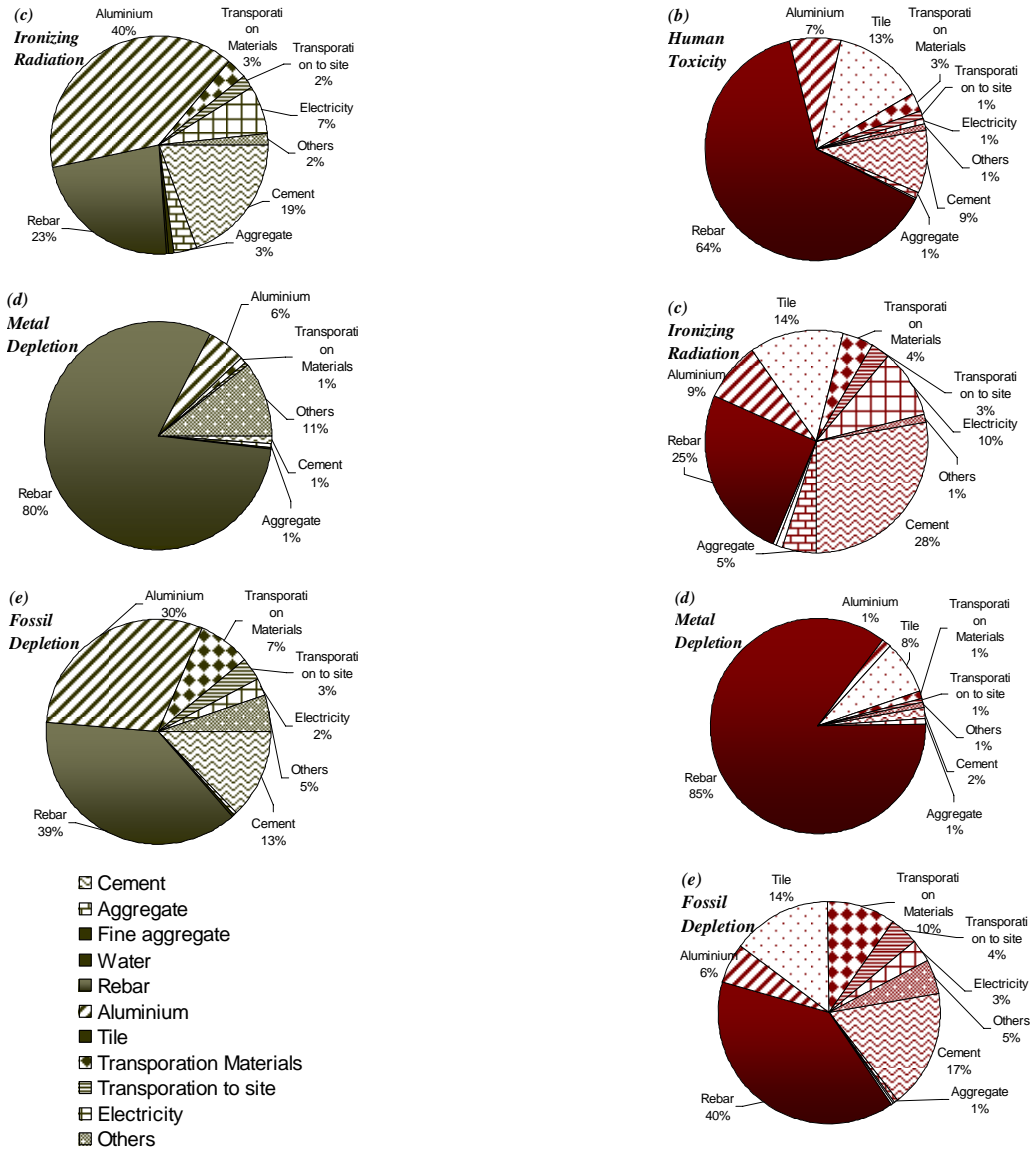 (c)
Ironizing
Radiation
Aluminium
40%
Transporati
on
Materials
3%
Transporati
on to site
2%
Electricity
7%
Others
2%
Cement
19%
Aggregate
3%
Rebar
23%
(d)
Metal
Depletion
Aluminium
6%
Transporati
on
Materials
1%
Others
11%
Cement
1%
Aggregate
1%
Rebar
80%
(e)
Fossil
Depletion
Aluminium
30%
Transporati
on
Materials
7%
Transporati
on to site
3%
Electricity
2%
Others
5%
Cement
13%
Rebar
39%
Cement
Aggregate
Fine aggregate
Water
Rebar
Aluminium
Tile
Transporation Materials
Transporation to site
Electricity
Others
(b)
Human
Toxicity
Aluminium
7%
Tile
13%
Transporati
on
Materials
3%
Transporati
on to site
1%
Electricity
1%
Others
1%
Cement
9%
Aggregate
1%
Rebar
64%
(c)
Ironizing
Radiation
Tile
14%
Transporati
on
Materials
4%
Transporati
on to site
3%
Electricity
10%
Others
1%
Cement
28%
Aggregate
5%
Rebar
25%
Aluminium
9%
(d)
Metal
Depletion
Aluminium
1%
Tile
8%
Transporati
on
Materials
1%
Transporati
on to site
1%
Others
1%
Cement
2%
Aggregate
1%
Rebar
85%
(e)
Fossil
Depletion
Tile
14%
Transporati
on
Materials
10%
Transporati
on to site
4%
Electricity
3%
Others
5%
Cement
17%
Aggregate
1%
Rebar
40%
Aluminium
6%